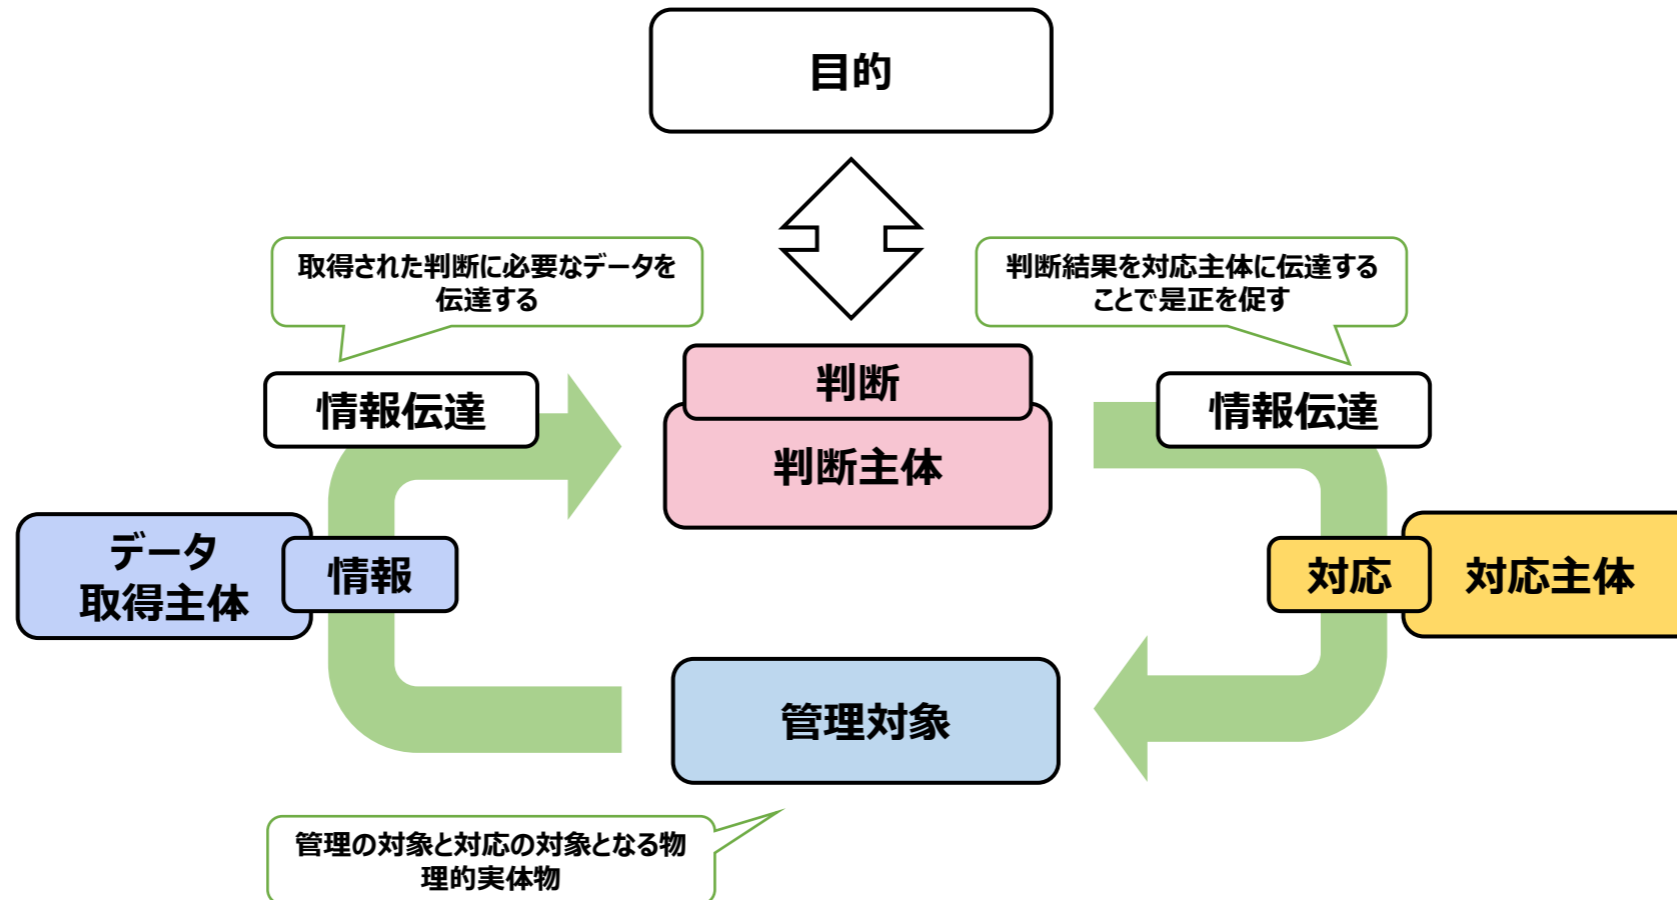 目的
取得された判断に必要なデータを
伝達する
判断結果を対応主体に伝達する
ことで是正を促す
判断
情報伝達
情報伝達
判断主体
データ
取得主体
情報
対応
対応主体
管理対象
管理の対象と対応の対象となる物
理的実体物